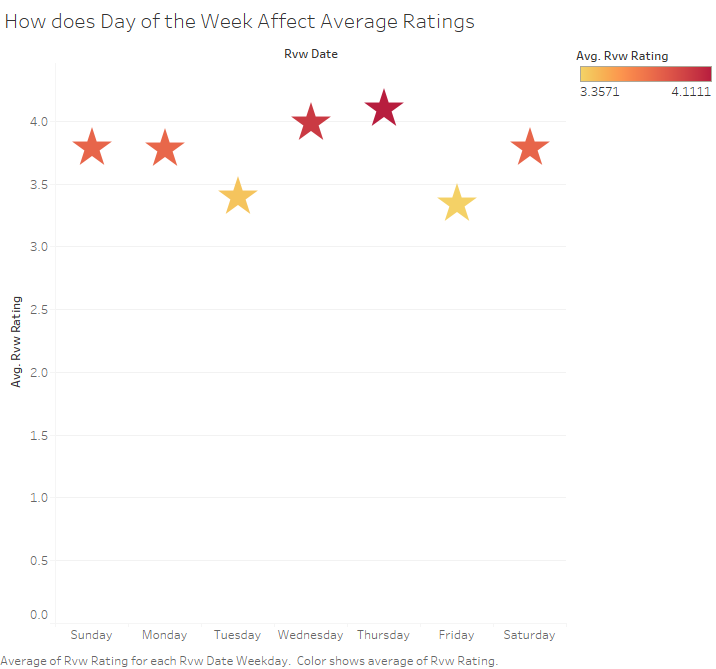 How does Day of the Week Affect Average Ratings
Rvw Date
Avg. Rvw Rating
3.3571 4.1111
4.0
3.5
3.0
2.5
2.0
1.5
1.0
0.5
0.0
Avg. Rvw Rating
Sunday Monday Tuesday Wednesday Thursday Friday Saturday
Average of Rvw Rating for each Rvw Date Weekday. Color shows average of Rvw Rating.